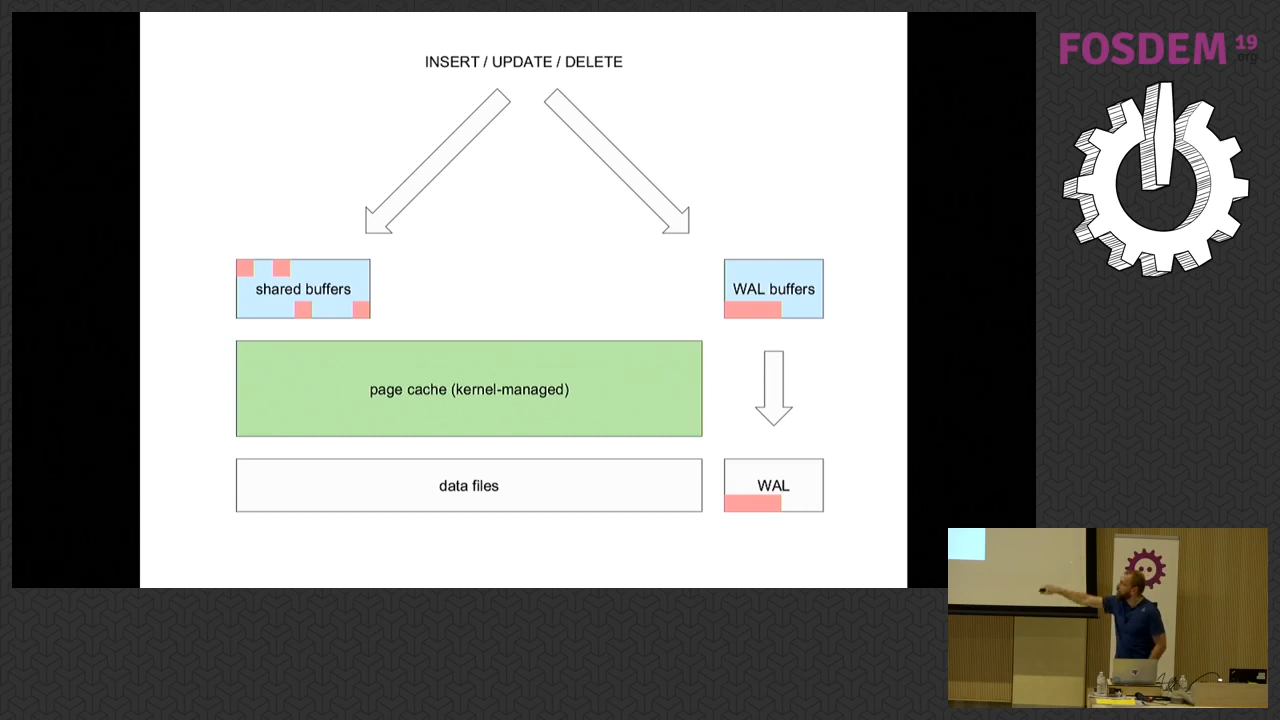 INSERT / UPDATE / DELETE
FOSDEM 19
.org
shared buffers
WAL buffers
page cache (kernel-managed)
data files
WAL